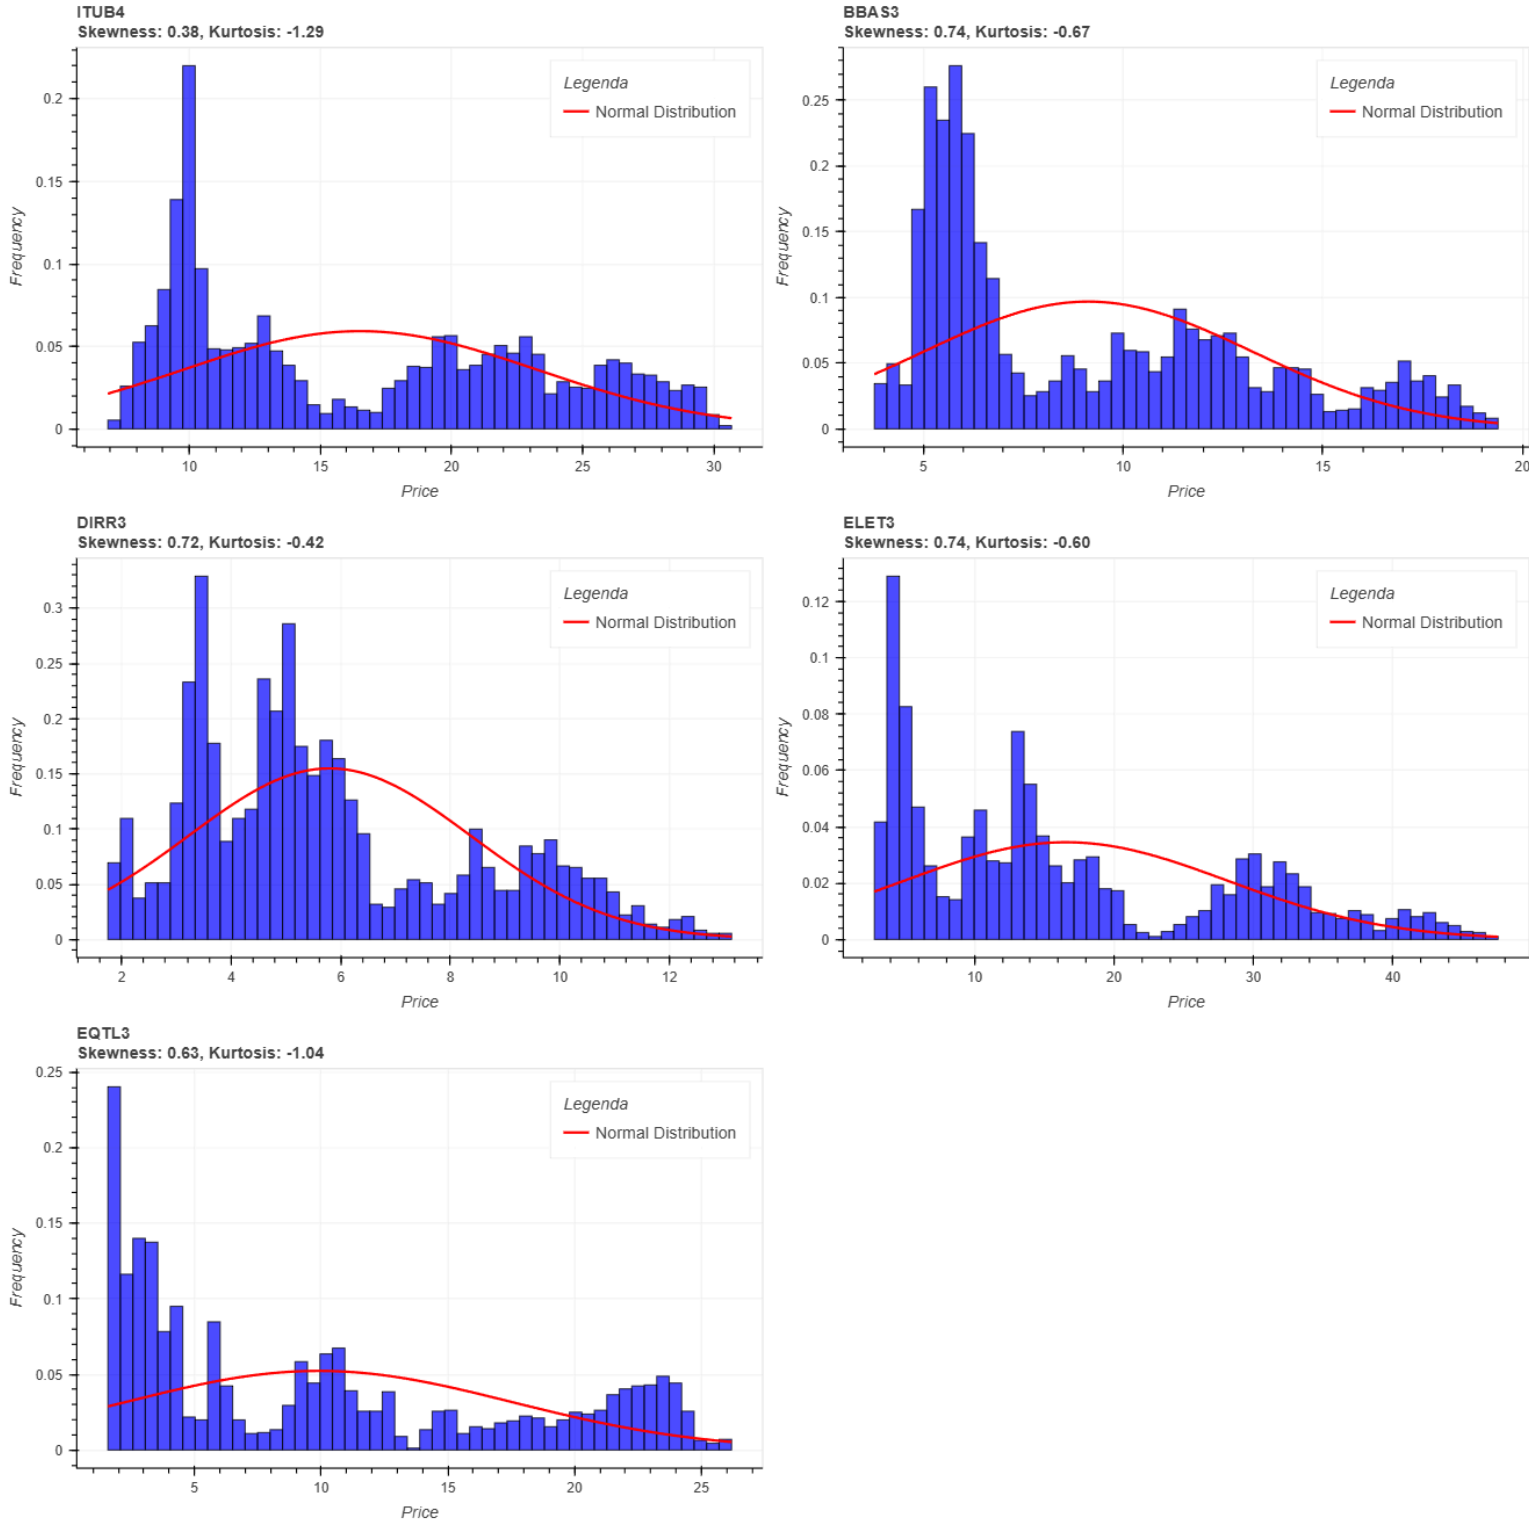 ITUB4
Skewness: 0.38, Kurtosis: -1.29
Legenda
Normal Distribution
Frequency
0.2
0.15
0.1
0.05
0
10 15 20 25 30
Price
BBAS3
Skewness: 0.74, Kurtosis: -0.67
Legenda
Normal Distribution
Frequency
0.25
0.2
0.15
0.1
0.05
0
5 10 15 20
Price
DIRR3
Skewness: 0.72, Kurtosis: -0.42
Legenda
Normal Distribution
Frequency
0.3
0.25
0.2
0.15
0.1
0.05
0
2 4 6 8 10 12
Price
ELET3
Skewness: 0.74, Kurtosis: -0.60
Legenda
Normal Distribution
Frequency
0.12
0.1
0.08
0.06
0.04
0.02
0
10 20 30 40
Price
EQTL3
Skewness: 0.63, Kurtosis: -1.04
Legenda
Normal Distribution
Frequency
0.25
0.2
0.15
0.1
0.05
0
5 10 15 20 25
Price